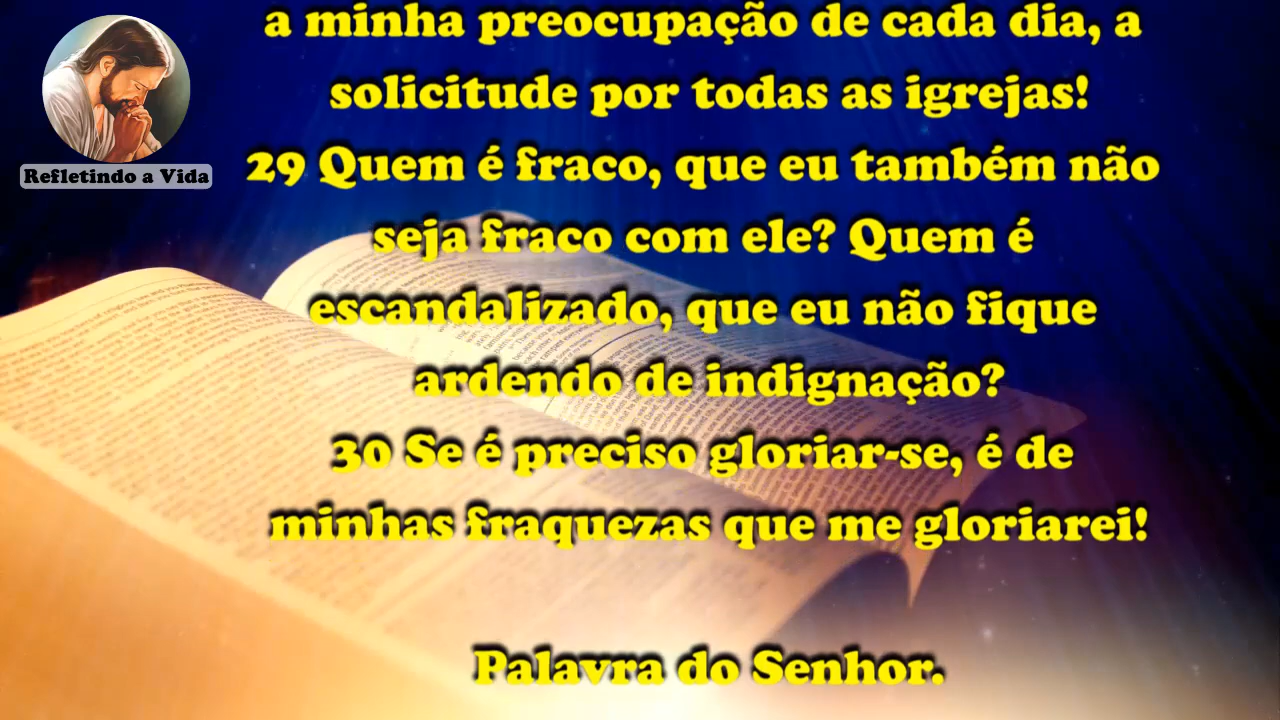 a minha preocupação de cada dia, a
solicitude por todas as igrejas!
Refletindo a Vida
29 Quem é fraco, que eu também não
seja fraco com ele? Quem é
escandalizado, que eu não fique
ardendo de indignação?
30 Se é preciso gloriar-se, é de
minhas fraquezas que me gloriarei!
Palavra do Senhor.